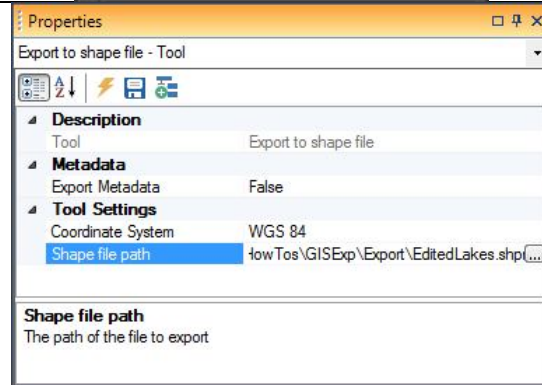 Properties
Export to shape file - Tool
Description
Tool Export to shape file
Metadata
Export Metadata False
Tool Settings
Coordinate System WGS 84
Shape file path \GISExp\Export\EditedLakes.shp ...
Shape file path
The path of the file to export